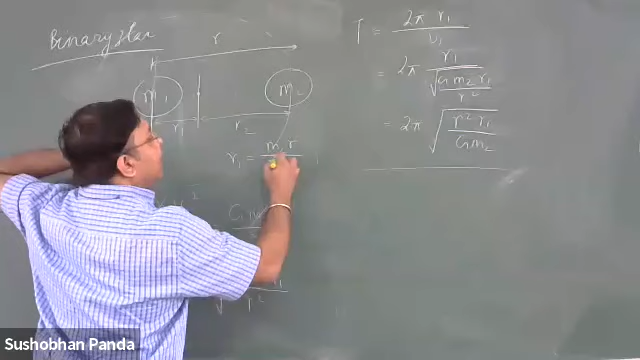 Binary Star
r
m₁
m₂
r₁
r₂
r₁ = m r
G m
r²
T = 2π r₁ / v₁
= 2π r₁ / √(G m₂ r₁ / r²)
= 2π √(r² r₁ / G m₂)
Sushobhan Panda